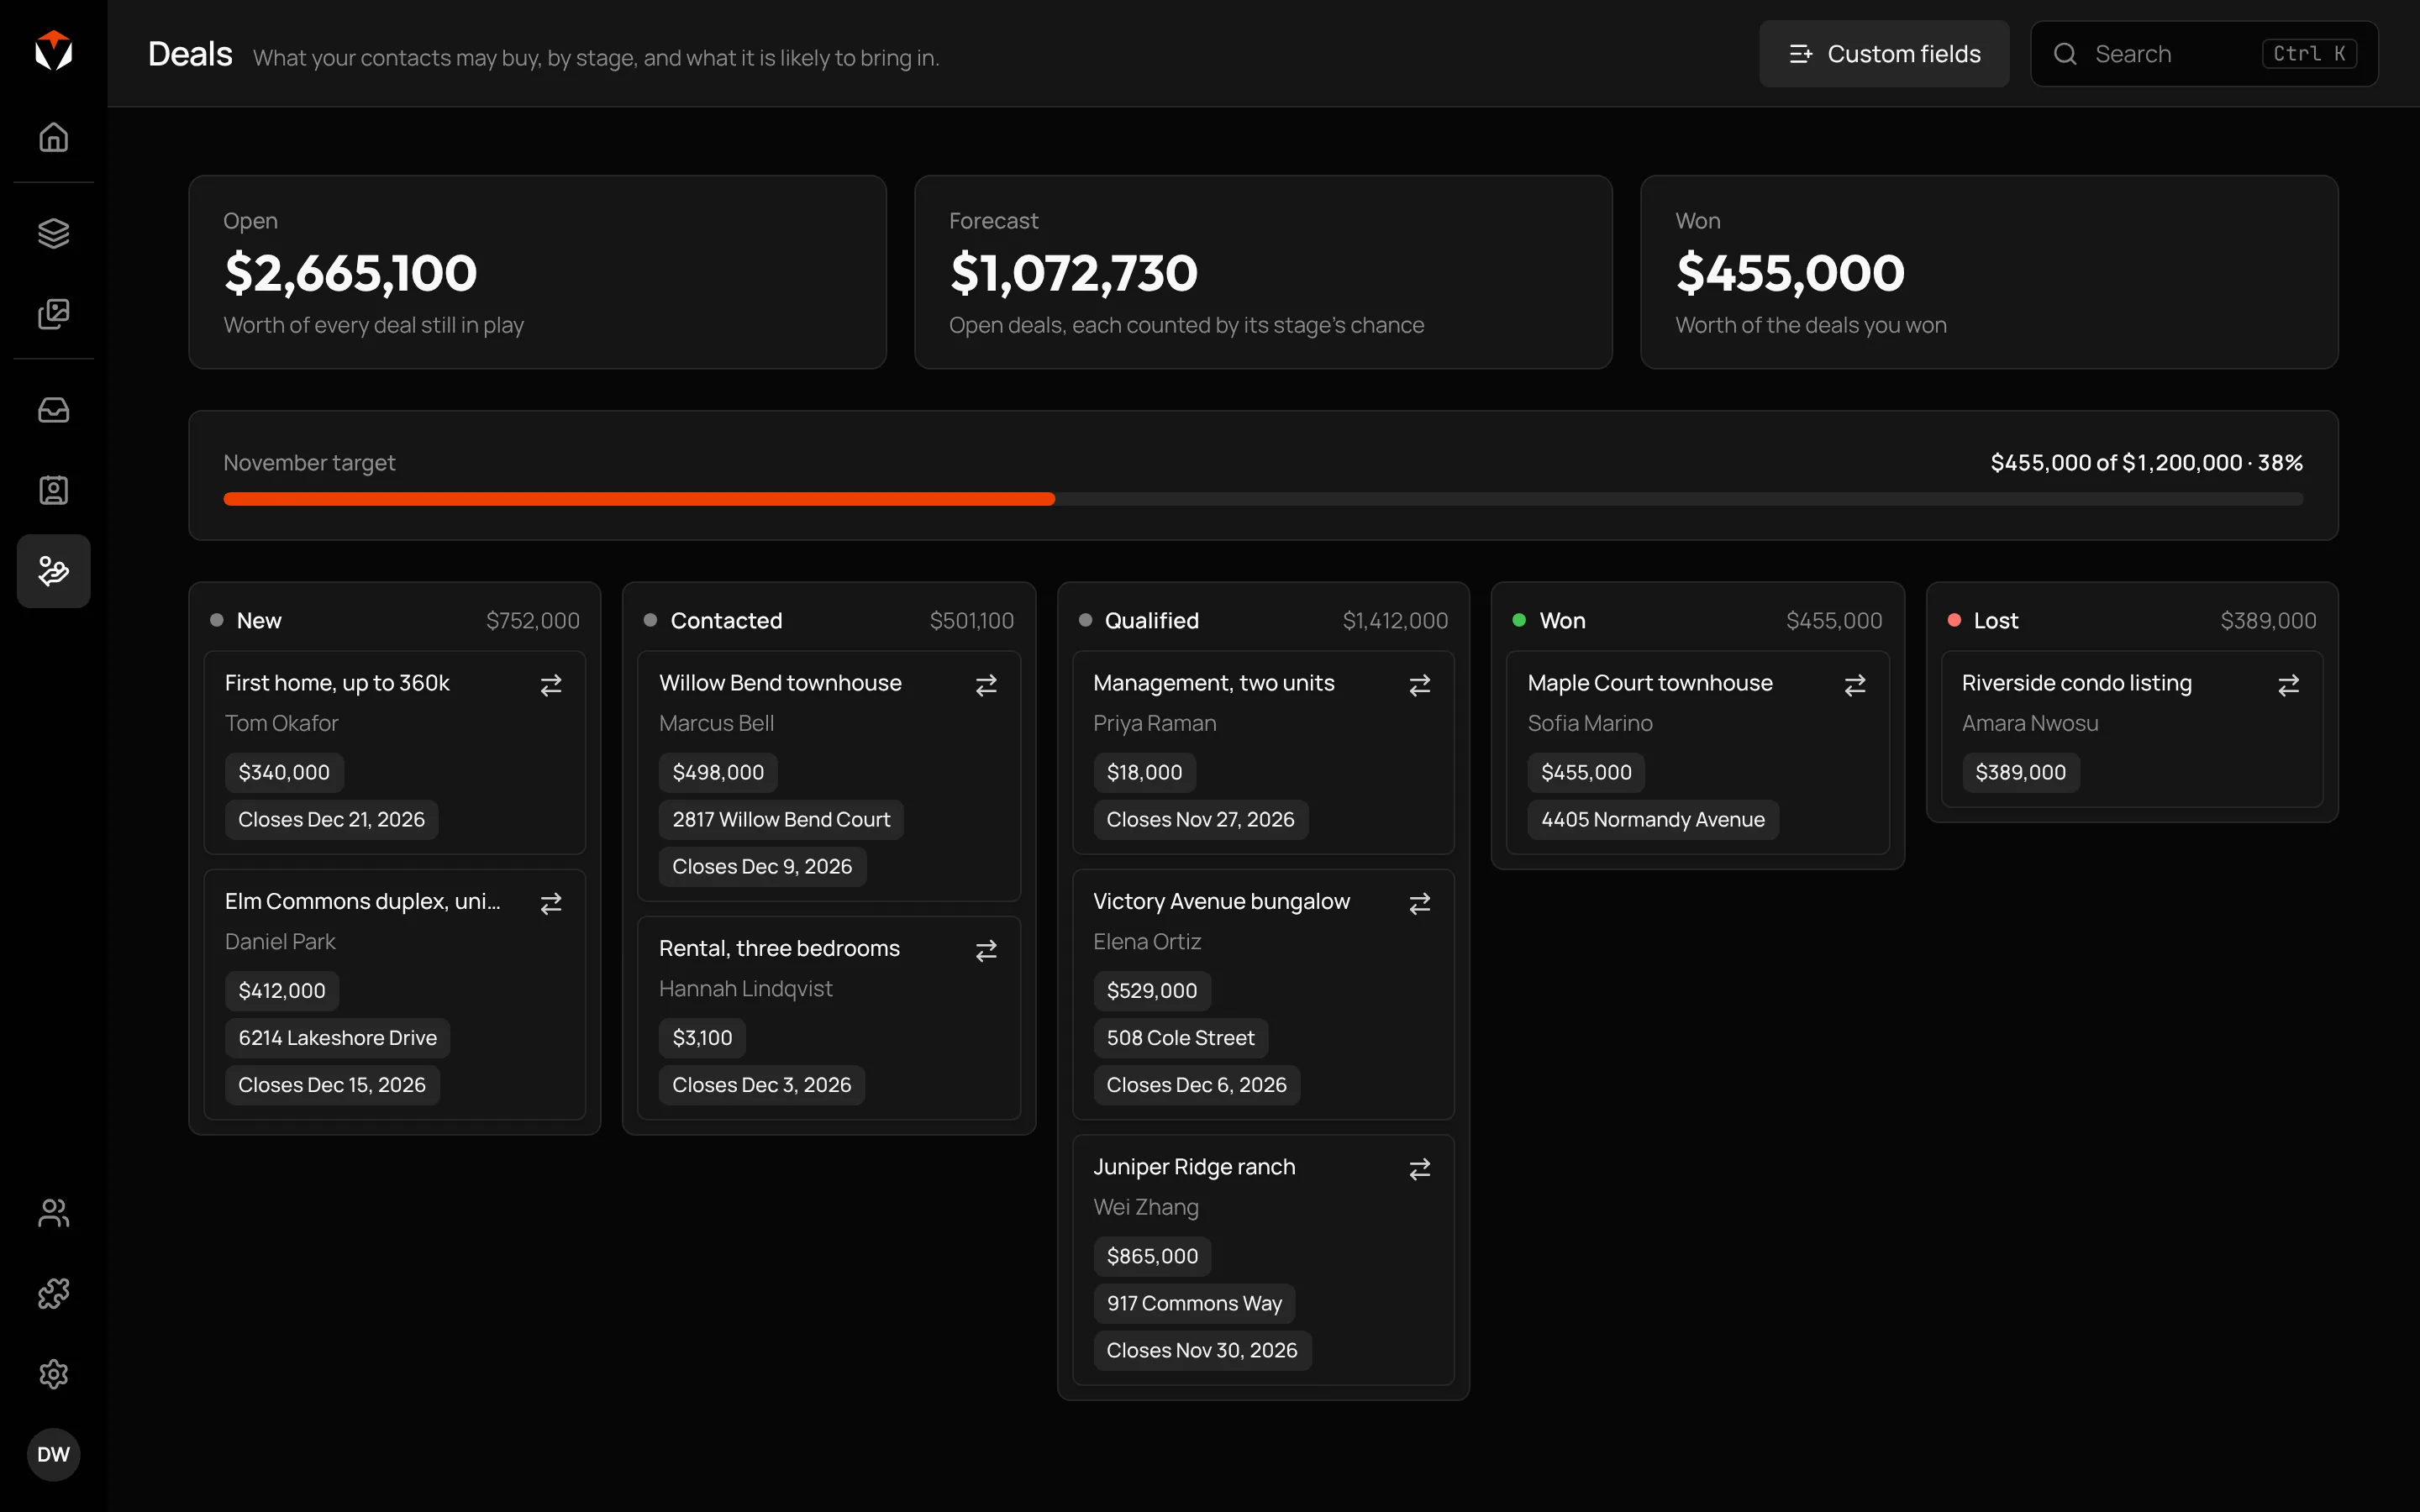 Deals
What your contacts may buy, by stage, and what it is likely to bring in.
Custom fields
Search
Ctrl K
Open
$2,665,100
Worth of every deal still in play
Forecast
$1,072,730
Open deals, each counted by its stage's chance
Won
$455,000
Worth of the deals you won
November target
$455,000 of $1,200,000 · 38%
New
$752,000
First home, up to 360k
Tom Okafor
$340,000
Closes Dec 21, 2026
Elm Commons duplex, uni...
Daniel Park
$412,000
6214 Lakeshore Drive
Closes Dec 15, 2026
Contacted
$501,100
Willow Bend townhouse
Marcus Bell
$498,000
2817 Willow Bend Court
Closes Dec 9, 2026
Rental, three bedrooms
Hannah Lindqvist
$3,100
Closes Dec 3, 2026
Qualified
$1,412,000
Management, two units
Priya Raman
$18,000
Closes Nov 27, 2026
Victory Avenue bungalow
Elena Ortiz
$529,000
508 Cole Street
Closes Dec 6, 2026
Juniper Ridge ranch
Wei Zhang
$865,000
917 Commons Way
Closes Nov 30, 2026
Won
$455,000
Maple Court townhouse
Sofia Marino
$455,000
4405 Normandy Avenue
Lost
$389,000
Riverside condo listing
Amara Nwosu
$389,000
DW